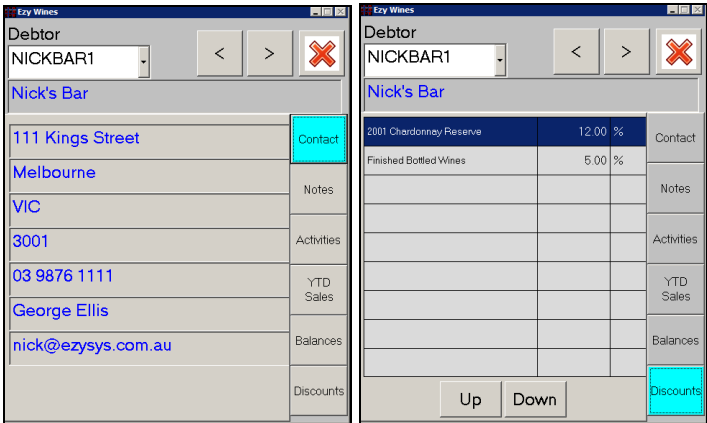 Ezy Wines
Debtor
NICKBAR1
< >
Nick's Bar
111 Kings Street
Melbourne
VIC
3001
03 9876 1111
George Ellis
nick@ezysys.com.au
Contact
Notes
Activities
YTD
Sales
Balances
Discounts
Ezy Wines
Debtor
NICKBAR1
< >
Nick's Bar
2001 Chardonnay Reserve 12.00 %
Finished Bottled Wines 5.00 %
Contact
Notes
Activities
YTD
Sales
Balances
Discounts
Up Down